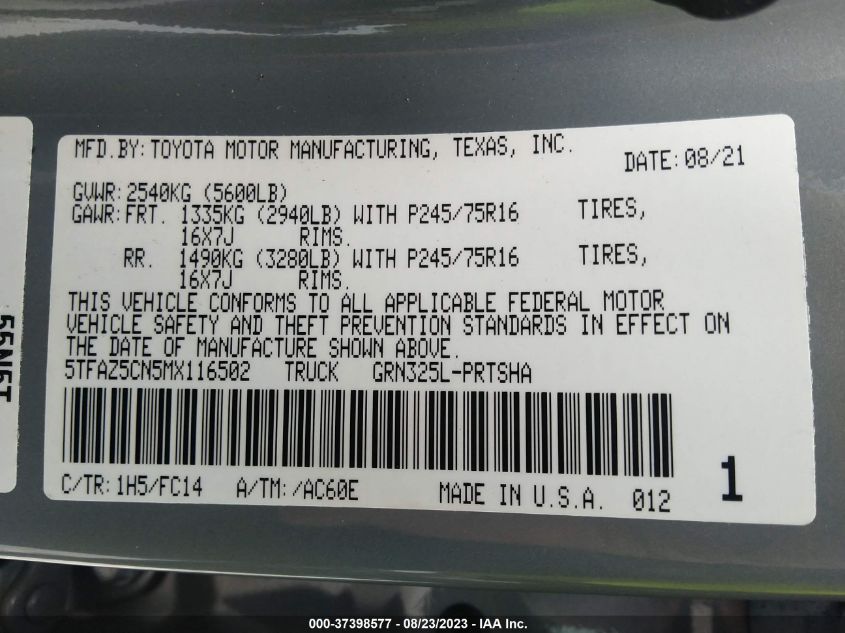 MFD.BY:TOYOTA MOTOR MANUFACTURING, TEXAS, INC. DATE:08/21
GVWR:2540KG (5600LB)
GAWR:FRT. 1335KG (2940LB) WITH P245/75R16 TIRES,
16X7J RIMS.
RR. 1490KG (3280LB) WITH P245/75R16 TIRES,
16X7J RIMS.
THIS VEHICLE CONFORMS TO ALL APPLICABLE FEDERAL MOTOR
VEHICLE SAFETY AND THEFT PREVENTION STANDARDS IN EFFECT ON
THE DATE OF MANUFACTURE SHOWN ABOVE.
5TFAZ5CN5MX116502 TRUCK GRN325L-PRTSHA
C/TR:1H5/FC14 A/TM:/AC60E MADE IN U.S.A. 012 1
55N5T
000-37398577 - 08/23/2023 - IAA Inc.